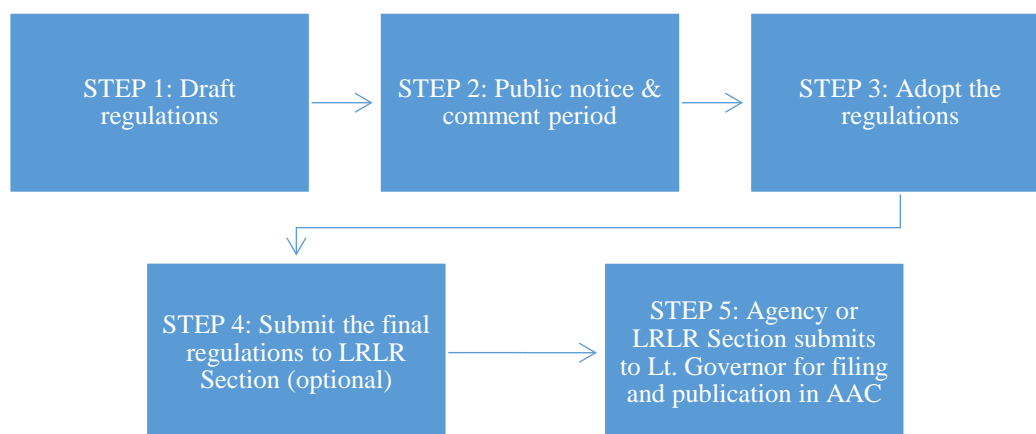 STEP 1: Draft
regulations
STEP 2: Public notice &
comment period
STEP 3: Adopt the
regulations
STEP 4: Submit the final
regulations to LRLR
Section (optional)
STEP 5: Agency or
LRLR Section submits
to Lt. Governor for filing
and publication in AAC